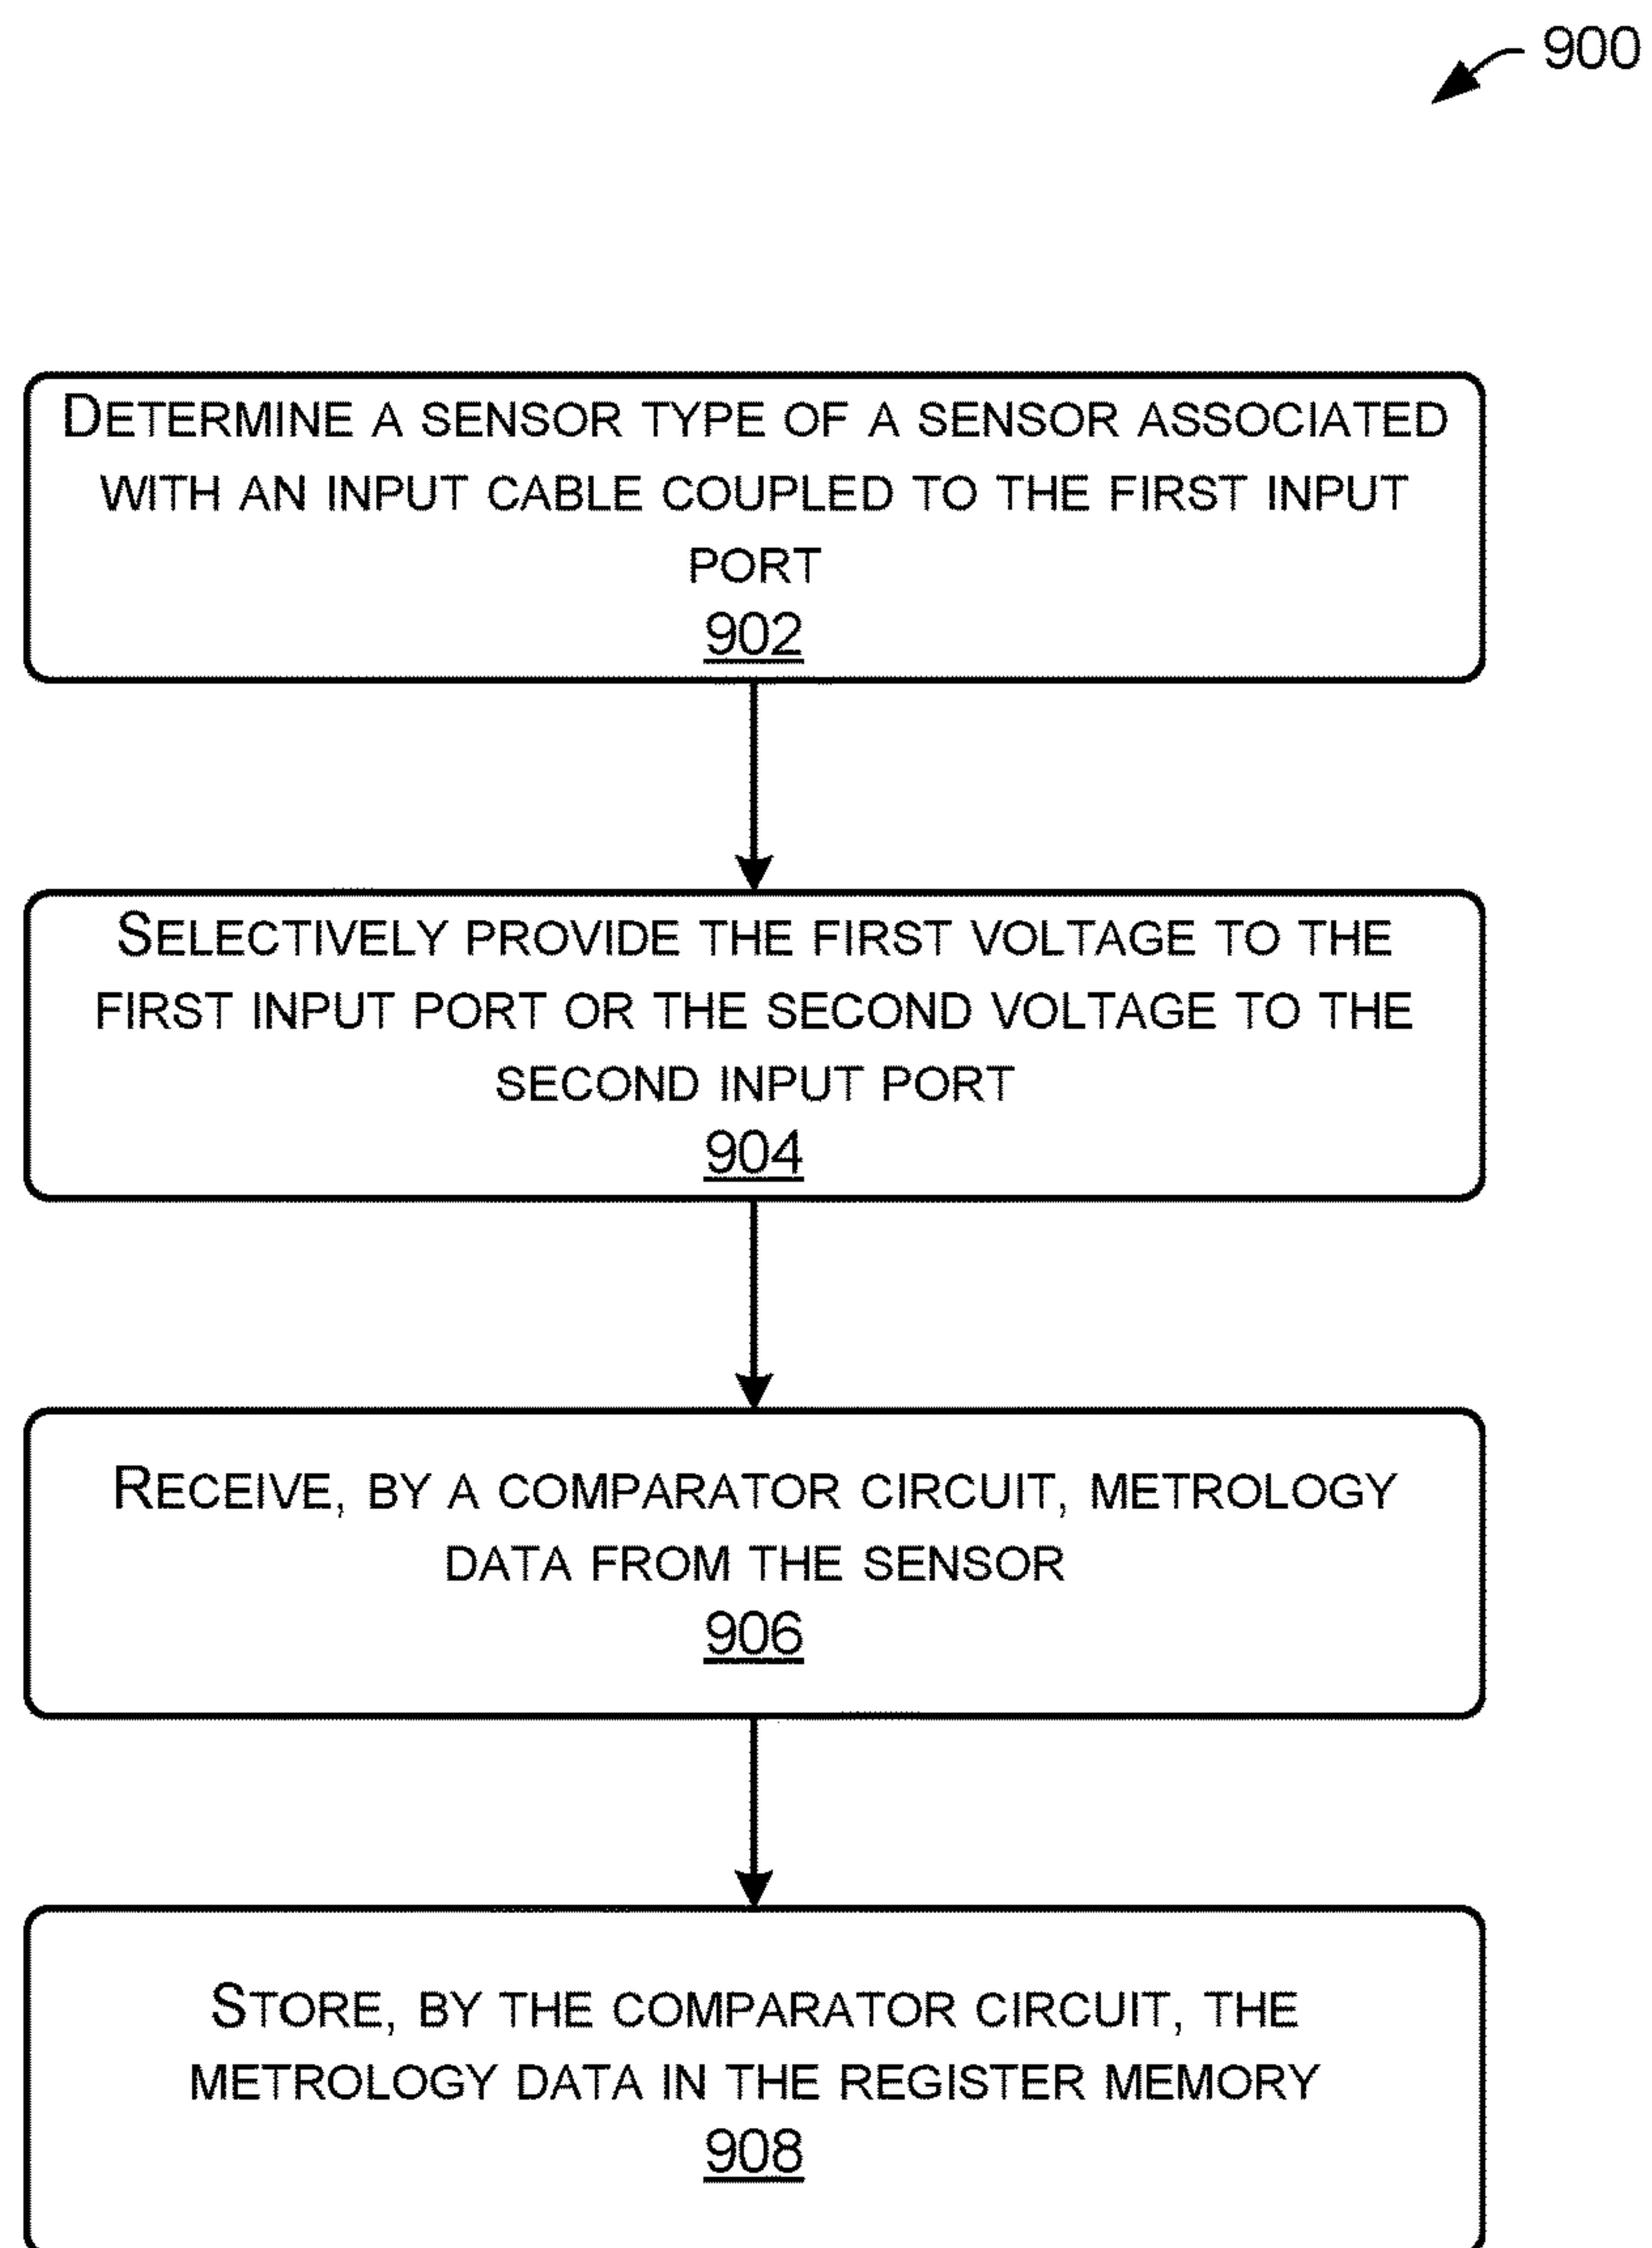 900
DETERMINE A SENSOR TYPE OF A SENSOR ASSOCIATED
WITH AN INPUT CABLE COUPLED TO THE FIRST INPUT
PORT
902
SELECTIVELY PROVIDE THE FIRST VOLTAGE TO THE
FIRST INPUT PORT OR THE SECOND VOLTAGE TO THE
SECOND INPUT PORT
904
RECEIVE, BY A COMPARATOR CIRCUIT, METROLOGY
DATA FROM THE SENSOR
906
STORE, BY THE COMPARATOR CIRCUIT, THE
METROLOGY DATA IN THE REGISTER MEMORY
908